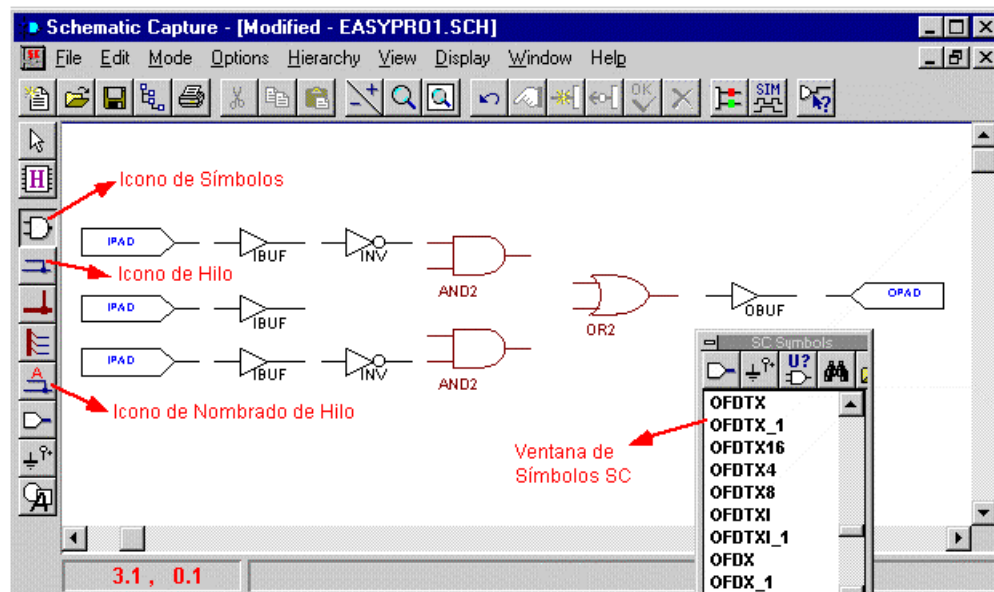 Schematic Capture - [Modified - EASYPRO1.SCH]
File Edit Mode Options Hierarchy View Display Window Help
OK
SIM
H
Icono de Símbolos
IPAD
IBUF
INV
AND2
Icono de Hilo
IPAD
IBUF
OR2
OBUF
OPAD
IPAD
IBUF
INV
AND2
A
Icono de Nombrado de Hilo
A
SC Symbols
U?
Ventana de
Símbolos SC
OFDTX
OFDTX_1
OFDTX16
OFDTX4
OFDTX8
OFDTXI
OFDTXI_1
OFDX
OFDX_1
3.1 , 0.1